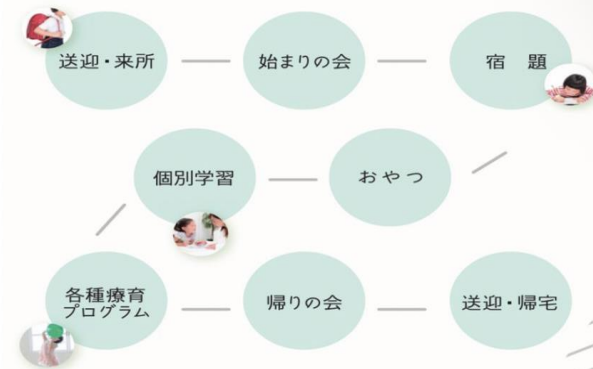 送迎・来所
始まりの会
宿　題
おやつ
個別学習
各種療育
プログラム
帰りの会
送迎・帰宅